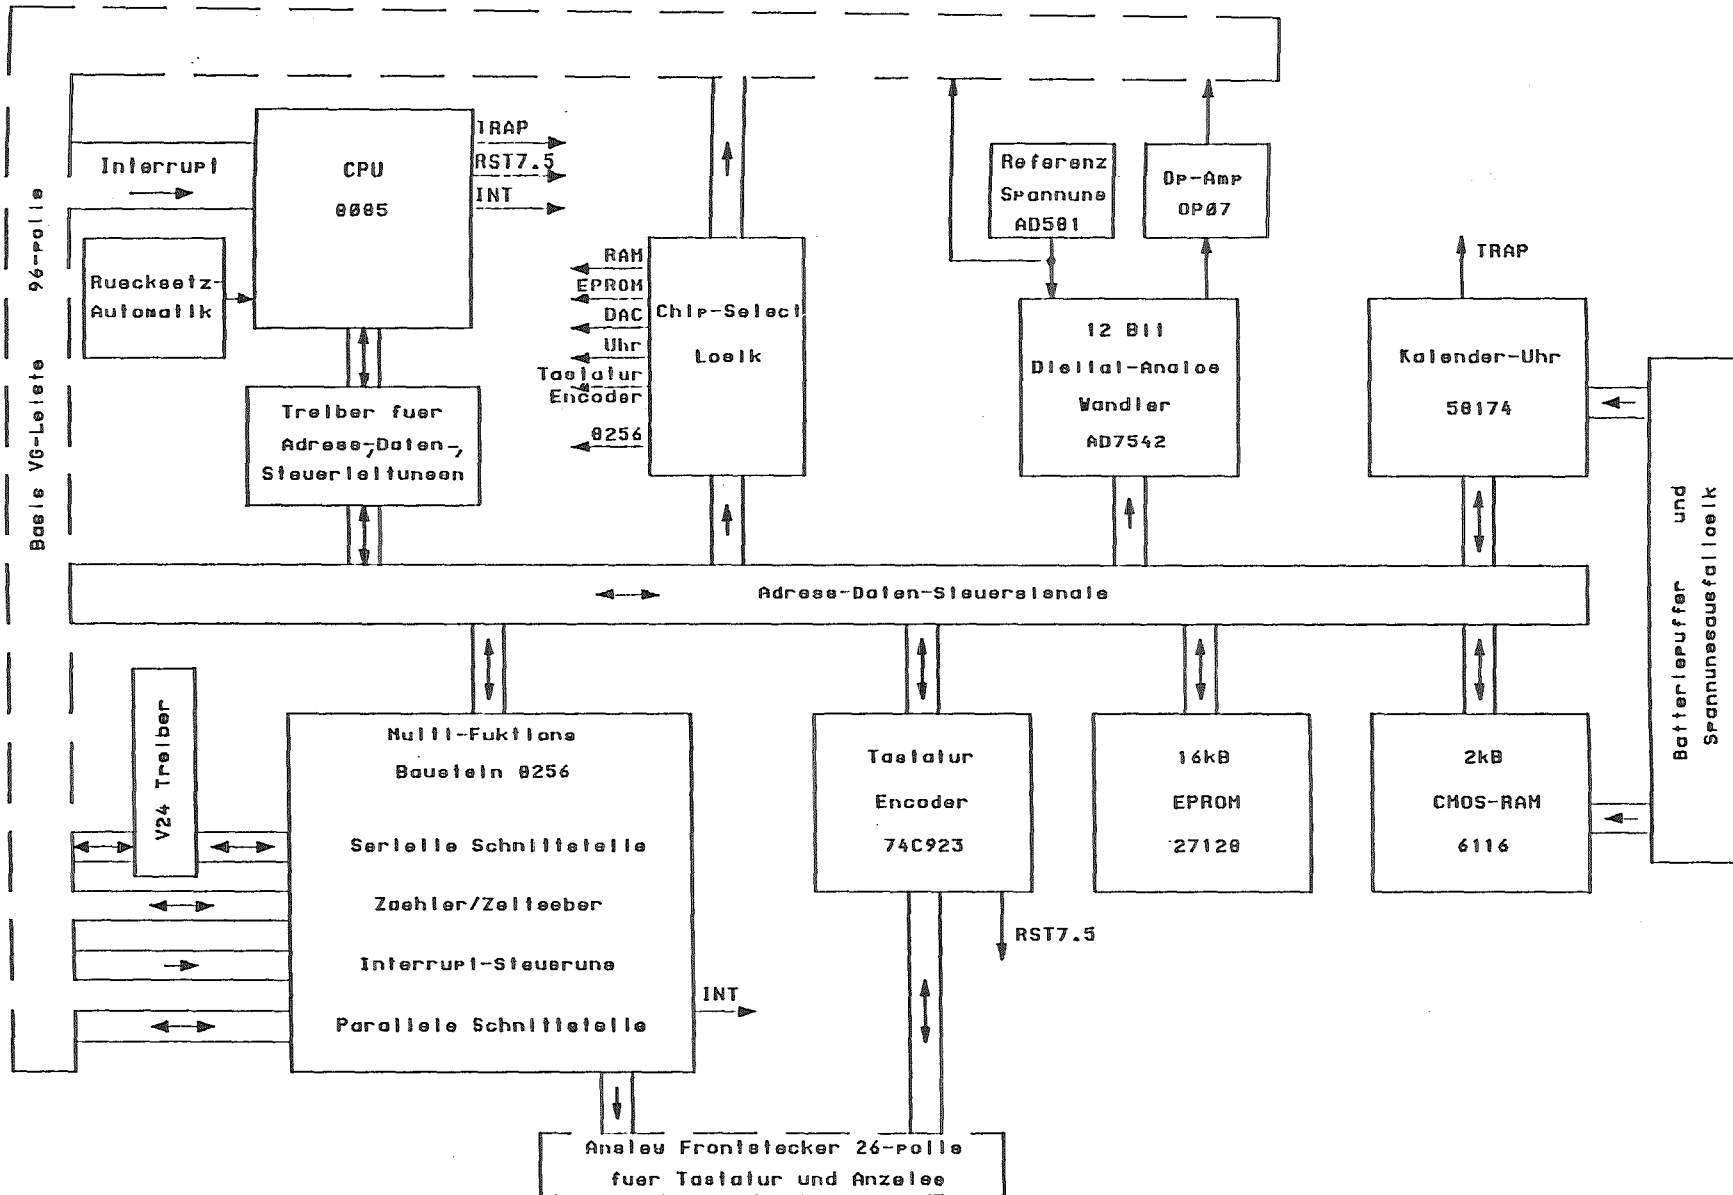 Basis VG-Leiste 96-polig
Interrupt
CPU
8085
TRAP
RST7.5
INT
Ruecksetz-
Automatik
Treiber fuer
Adress-,Daten-,
Steuerleitungen
RAM
EPROM
DAC
Uhr
Tastatur
Encoder
8256
Chip-Select
Logik
Referenz
Spannung
AD581
Op-Amp
OP07
12 Bit
Digital-Analog
Wandler
AD7542
TRAP
Kalender-Uhr
58174
Batteriepuffer und
Spannungsausfallogik
Adress-Daten-Steuersignale
V24 Treiber
Multi-Fuktions
Baustein 8256
Serielle Schnittstelle
Zaehler/Zeitgeber
Interrupt-Steuerung
Parallele Schnittstelle
INT
Tastatur
Encoder
74C923
RST7.5
16kB
EPROM
27128
2kB
CMOS-RAM
6116
Ansley Frontstecker 26-polig
fuer Tastatur und Anzeige